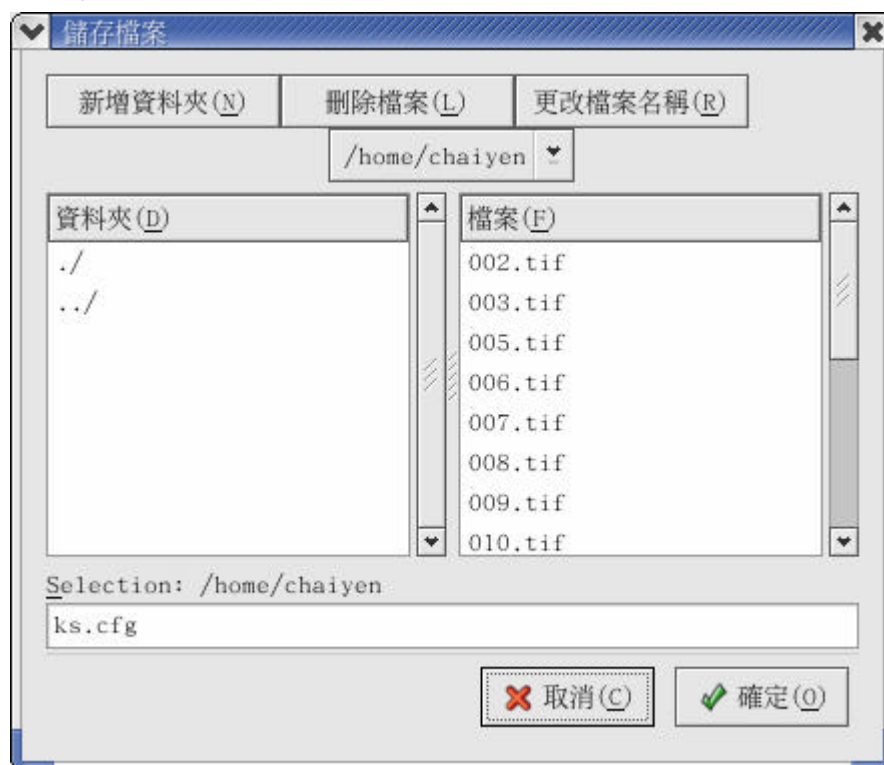 儲存檔案
新增資料夾(N) 刪除檔案(L) 更改檔案名稱(R)
/home/chaiyen
資料夾(D)
./
../
檔案(F)
002.tif
003.tif
005.tif
006.tif
007.tif
008.tif
009.tif
010.tif
Selection: /home/chaiyen
ks.cfg
取消(C) 確定(O)